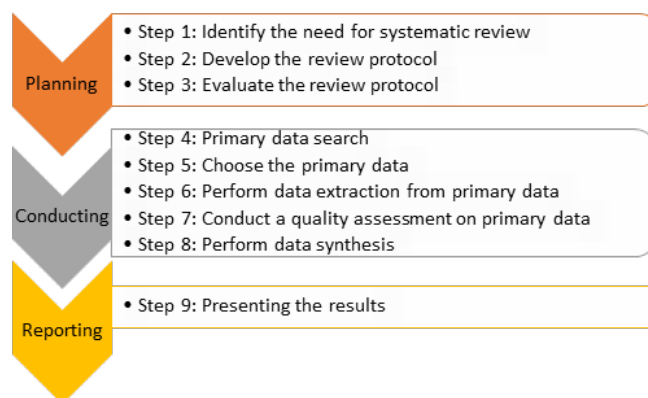 Planning
• Step 1: Identify the need for systematic review
• Step 2: Develop the review protocol
• Step 3: Evaluate the review protocol
Conducting
• Step 4: Primary data search
• Step 5: Choose the primary data
• Step 6: Perform data extraction from primary data
• Step 7: Conduct a quality assessment on primary data
• Step 8: Perform data synthesis
Reporting
• Step 9: Presenting the results